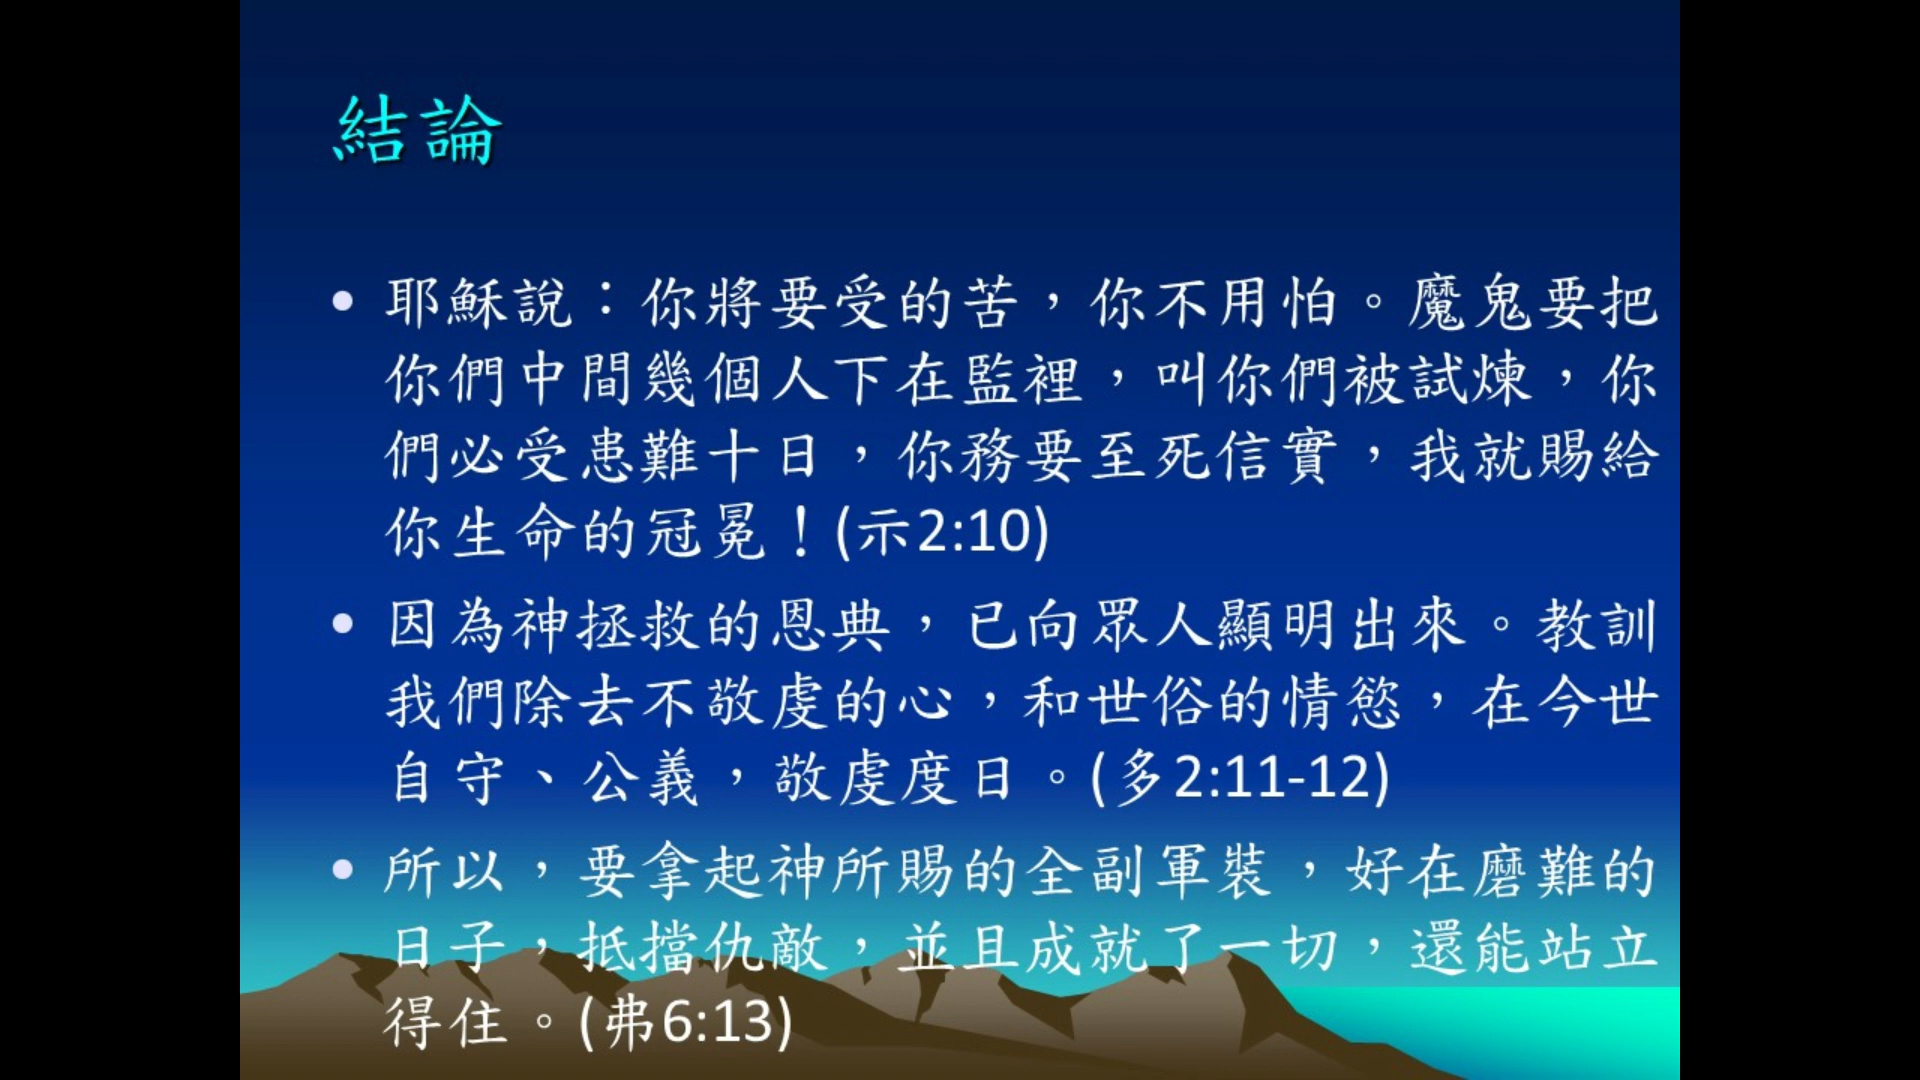 結論
• 耶穌說：你將要受的苦，你不用怕。魔鬼要把
你們中間幾個人下在監裡，叫你們被試煉，你
們必受患難十日，你務要至死信實，我就賜給
你生命的冠冕！(示2:10)
• 因為神拯救的恩典，已向眾人顯明出來。教訓
我們除去不敬虔的心，和世俗的情慾，在今世
自守、公義，敬虔度日。(多2:11-12)
• 所以，要拿起神所賜的全副軍裝，好在磨難的
日子，抵擋仇敵，並且成就了一切，還能站立
得住。(弗6:13)